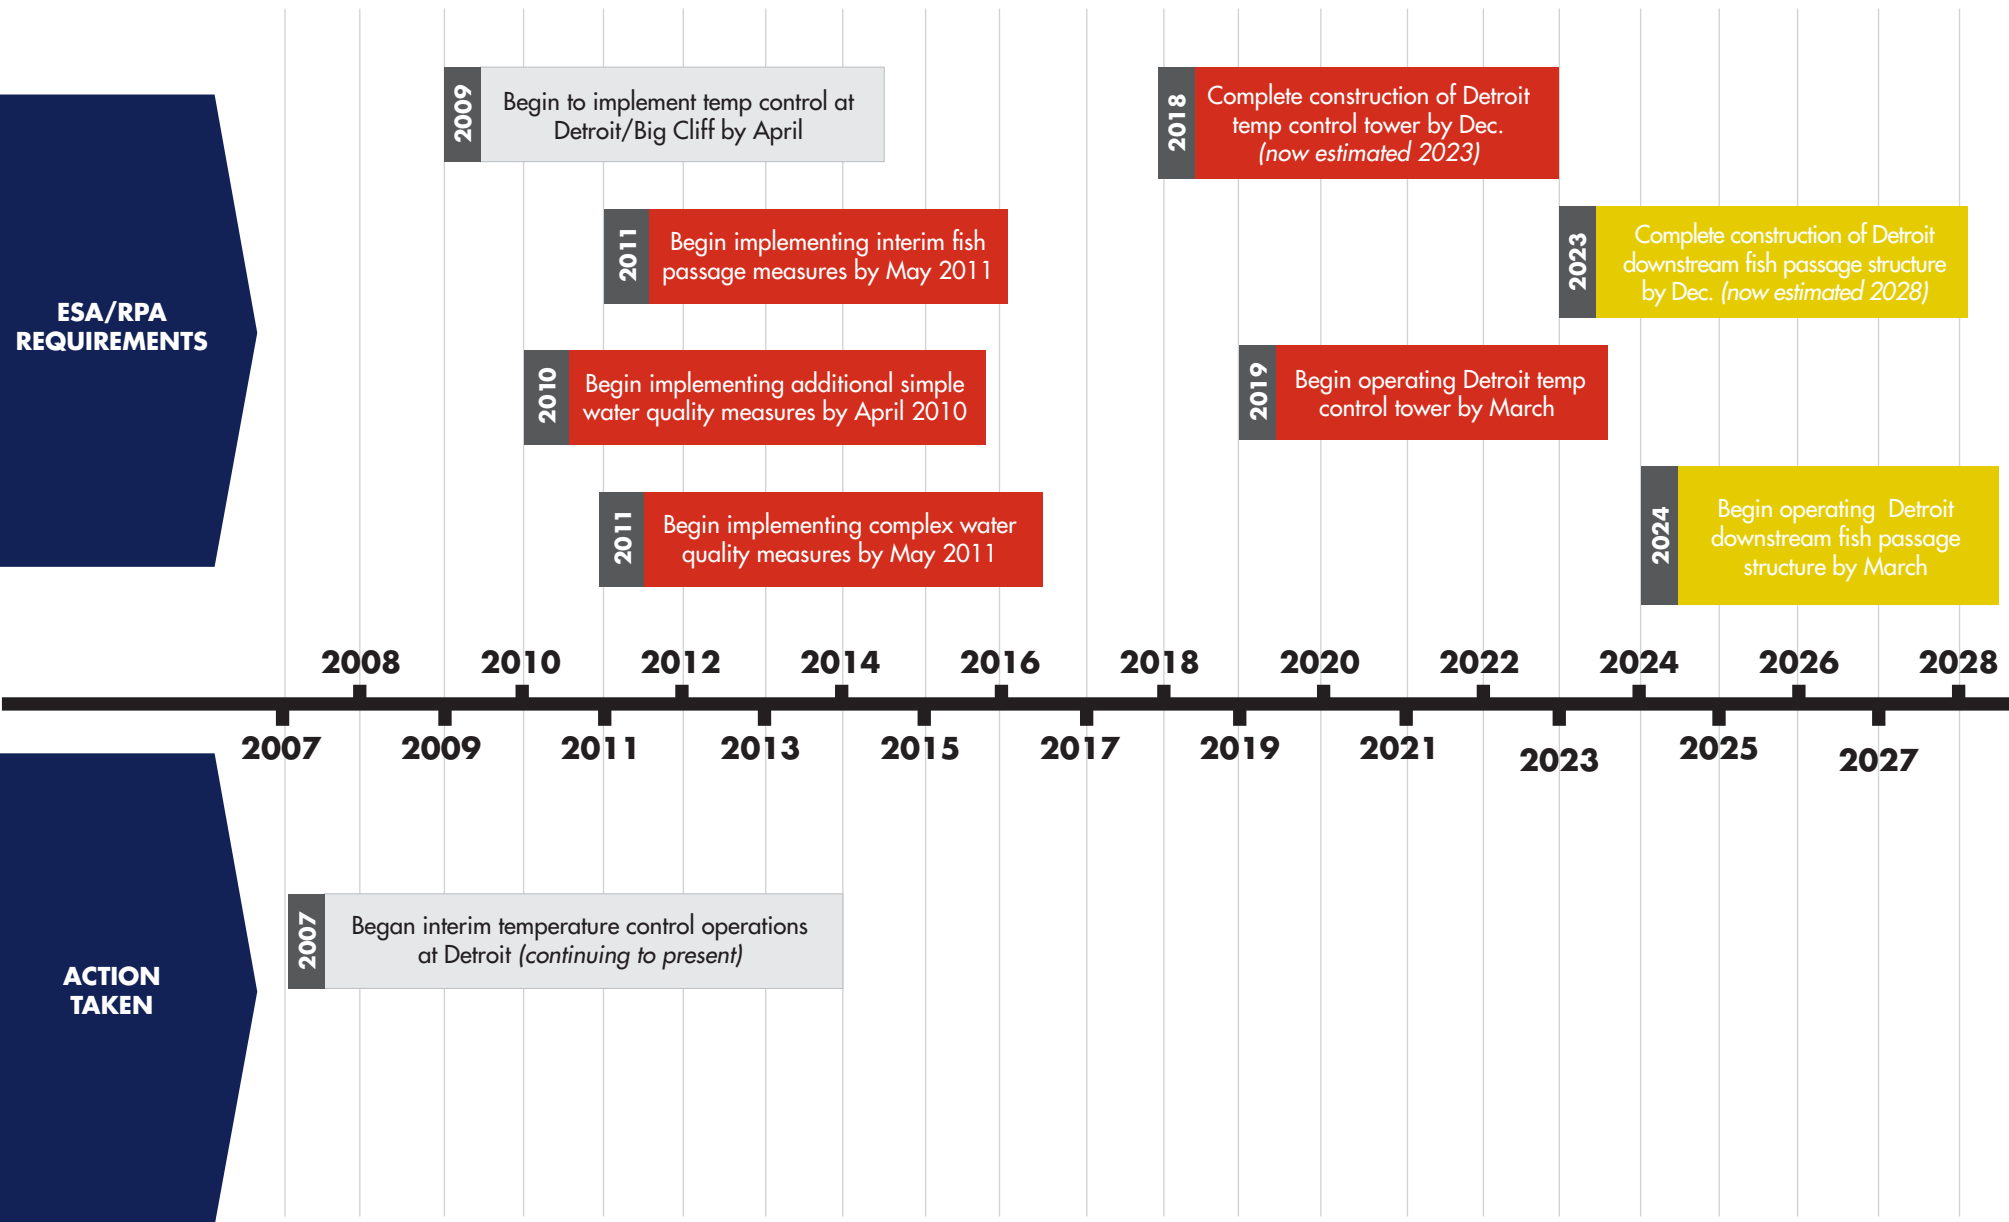 ESA/RPA
REQUIREMENTS
2009
Begin to implement temp control at
Detroit/Big Cliff by April
2011
Begin implementing interim fish
passage measures by May 2011
2010
Begin implementing additional simple
water quality measures by April 2010
2011
Begin implementing complex water
quality measures by May 2011
2018
Complete construction of Detroit
temp control tower by Dec.
(now estimated 2023)
2023
Complete construction of Detroit
downstream fish passage structure
by Dec. (now estimated 2028)
2019
Begin operating Detroit temp
control tower by March
2024
Begin operating Detroit
downstream fish passage
structure by March
2008 2010 2012 2014 2016 2018 2020 2022 2024 2026 2028
2007 2009 2011 2013 2015 2017 2019 2021 2023 2025 2027
ACTION
TAKEN
2007
Began interim temperature control operations
at Detroit (continuing to present)